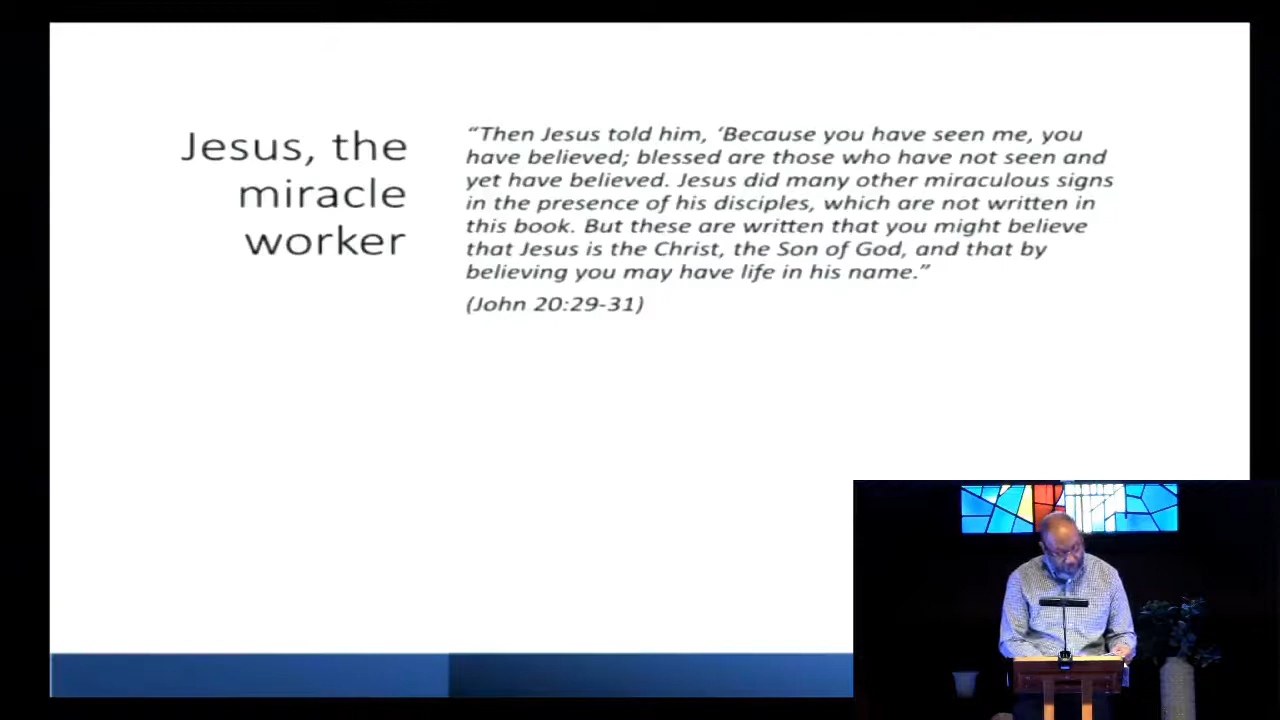 Jesus, the
miracle
worker
“Then Jesus told him, ‘Because you have seen me, you
have believed; blessed are those who have not seen and
yet have believed. Jesus did many other miraculous signs
in the presence of his disciples, which are not written in
this book. But these are written that you might believe
that Jesus is the Christ, the Son of God, and that by
believing you may have life in his name.”
(John 20:29-31)